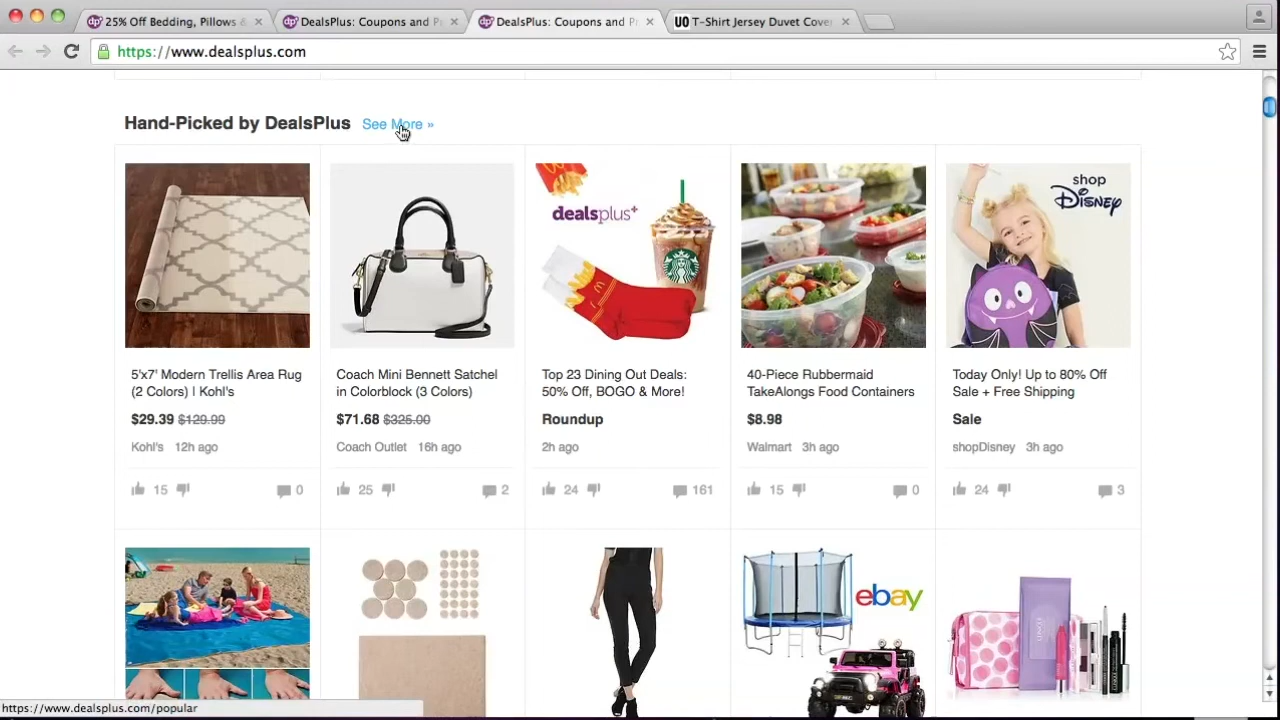 25% Off Bedding, Pillows &
DealsPlus: Coupons and P
DealsPlus: Coupons and P
UO T-Shirt Jersey Duvet Cover
https://www.dealsplus.com
Hand-Picked by DealsPlus See More »
dealsplus+
shop
Disney
5'x7' Modern Trellis Area Rug
(2 Colors) | Kohl's
$29.39 $129.99
Kohl's 12h ago
15 0
Coach Mini Bennett Satchel
in Colorblock (3 Colors)
$71.68 $325.00
Coach Outlet 16h ago
25 2
Top 23 Dining Out Deals:
50% Off, BOGO & More!
Roundup
2h ago
24 161
40-Piece Rubbermaid
TakeAlongs Food Containers
$8.98
Walmart 3h ago
15 0
Today Only! Up to 80% Off
Sale + Free Shipping
Sale
shopDisney 3h ago
24 3
ebay
https://www.dealsplus.com/popular